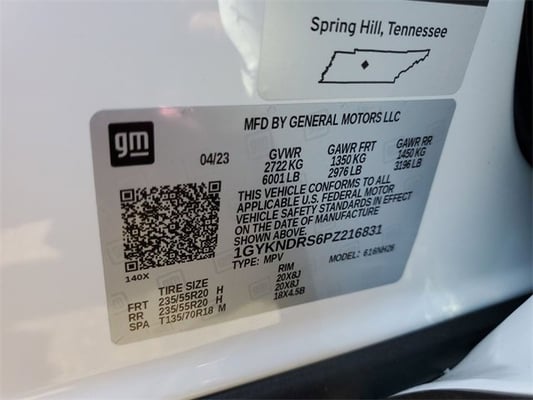 Spring Hill, Tennessee
MFD BY GENERAL MOTORS LLC
gm
04/23
GVWR GAWR FRT GAWR RR
2722 KG 1350 KG 1450 KG
6001 LB 2976 LB 3196 LB
THIS VEHICLE CONFORMS TO ALL
APPLICABLE U.S. FEDERAL MOTOR
VEHICLE SAFETY STANDARDS IN EFFECT
ON THE DATE OF MANUFACTURE
1GYKNDRS6PZ216831
TYPE: MPV MODEL: 616NH26
140X
TIRE SIZE RIM
FRT 235/55R20 H 20X8J
RR 235/55R20 H 20X8J
SPA T135/70R18 M 18X4.5B